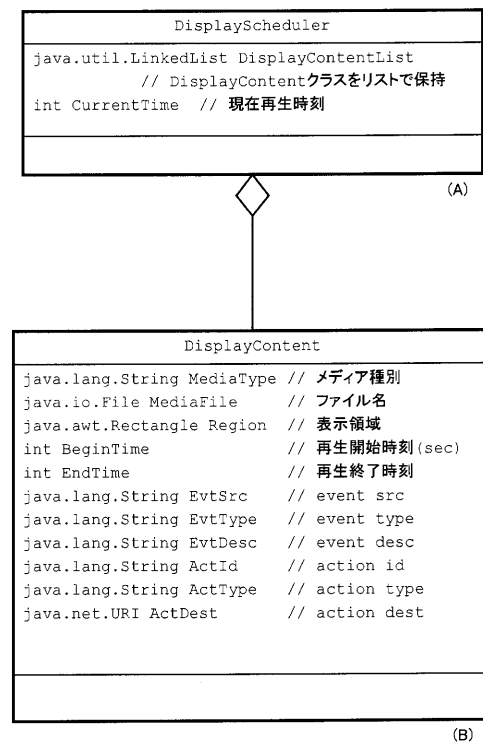 DisplayScheduler
java.util.LinkedList DisplayContentList
// DisplayContentクラスをリストで保持
int CurrentTime // 現在再生時刻
(A)
DisplayContent
java.lang.String MediaType // メディア種別
java.io.File MediaFile // ファイル名
java.awt.Rectangle Region // 表示領域
int BeginTime // 再生開始時刻(sec)
int EndTime // 再生終了時刻
java.lang.String EvtSrc // event src
java.lang.String EvtType // event type
java.lang.String EvtDesc // event desc
java.lang.String ActId // action id
java.lang.String ActType // action type
java.net.URI ActDest // action dest
(B)